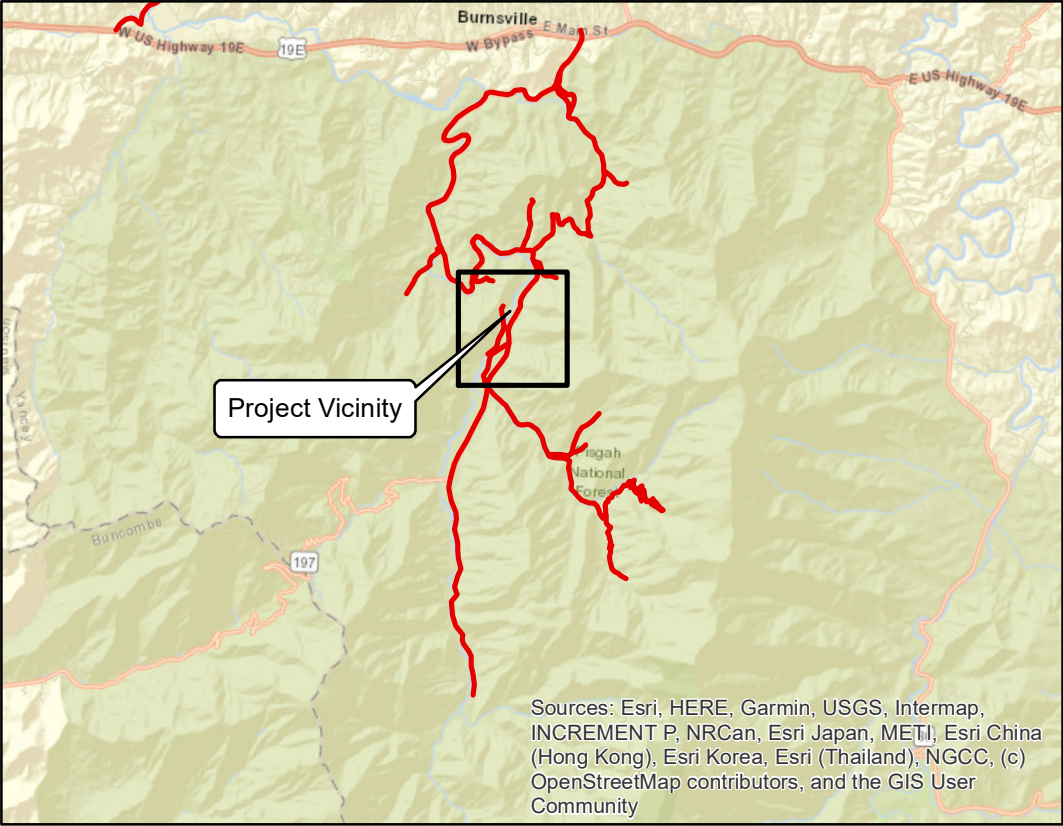 Burnsville
E Main St
W US Highway 19E
19E
W Bypass
E US Highway 19E
Yancey
Project Vicinity
Pisgah
National
Forest
Buncombe
197
Sources: Esri, HERE, Garmin, USGS, Intermap,
INCREMENT P, NRCan, Esri Japan, METI, Esri China
(Hong Kong), Esri Korea, Esri (Thailand), NGCC, (c)
OpenStreetMap contributors, and the GIS User
Community